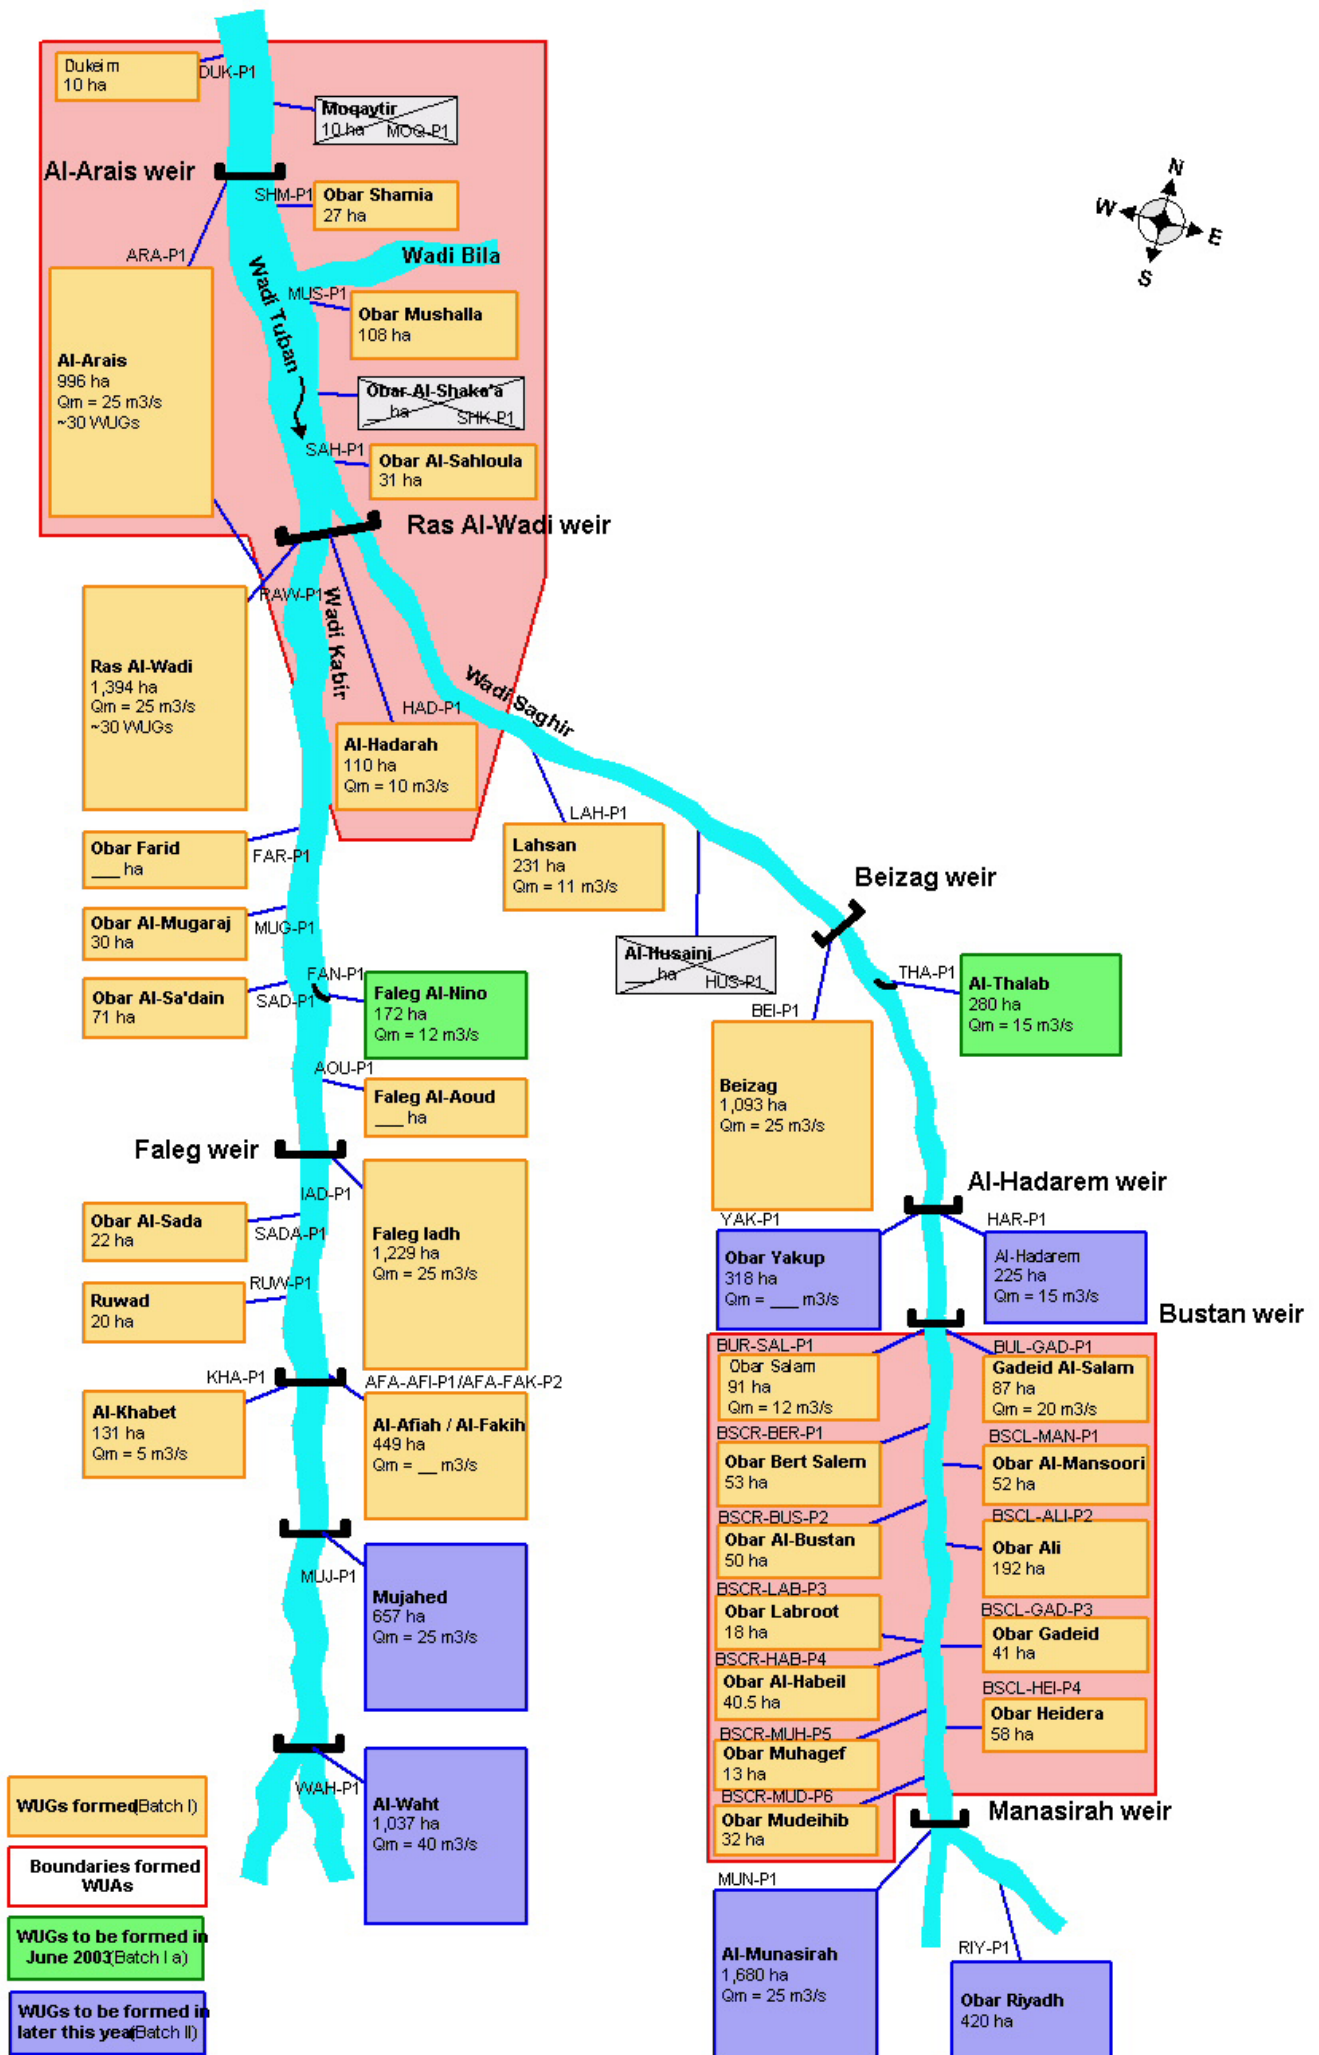 Dukeim
10 ha
DUK-P1
Moqaytir
10 ha MOQ-P1
Al-Arais weir
SHM-P1
Obar Shamia
27 ha
N
W
E
S
ARA-P1
Wadi Bila
Wadi Tuban
MUS-P1
Obar Mushalla
108 ha
Al-Arais
996 ha
Qm = 25 m3/s
~30 WUGs
Obar Al-Shaka'a
__ ha SHK-P1
SAH-P1
Obar Al-Sahloula
31 ha
Ras Al-Wadi weir
RAW-P1
Wadi Kabir
Ras Al-Wadi
1,394 ha
Qm = 25 m3/s
~30 WUGs
Wadi Saghir
HAD-P1
Al-Hadarah
110 ha
Qm = 10 m3/s
LAH-P1
Lahsan
231 ha
Qm = 11 m3/s
Obar Farid
___ ha
FAR-P1
Beizag weir
Obar Al-Mugaraj
30 ha
MUG-P1
Al-Husaini
___ ha HUS-P1
FAN-P1
Obar Al-Sa'dain
71 ha
SAD-P1
Faleg Al-Nino
172 ha
Qm = 12 m3/s
THA-P1
Al-Thalab
280 ha
Qm = 15 m3/s
BEI-P1
Beizag
1,093 ha
Qm = 25 m3/s
AOU-P1
Faleg Al-Aoud
___ ha
Faleg weir
IAD-P1
Al-Hadarem weir
Obar Al-Sada
22 ha
SADA-P1
Faleg Iadh
1,229 ha
Qm = 25 m3/s
YAK-P1
Obar Yakup
318 ha
Qm = ___ m3/s
HAR-P1
Al-Hadarem
225 ha
Qm = 15 m3/s
RUW-P1
Ruwad
20 ha
Bustan weir
BUR-SAL-P1
Obar Salam
91 ha
Qm = 12 m3/s
BUL-GAD-P1
Gadeid Al-Salam
87 ha
Qm = 20 m3/s
KHA-P1
Al-Khabet
131 ha
Qm = 5 m3/s
AFA-AFI-P1/AFA-FAK-P2
Al-Afiah / Al-Fakih
449 ha
Qm = __ m3/s
BSCR-BER-P1
Obar Bert Salem
53 ha
BSCL-MAN-P1
Obar Al-Mansoori
52 ha
BSCR-BUS-P2
Obar Al-Bustan
50 ha
BSCL-ALI-P2
Obar Ali
192 ha
MUJ-P1
Mujahed
657 ha
Qm = 25 m3/s
BSCR-LAB-P3
Obar Labroot
18 ha
BSCL-GAD-P3
Obar Gadeid
41 ha
BSCR-HAB-P4
Obar Al-Habeil
40.5 ha
BSCL-HEI-P4
Obar Heidera
58 ha
BSCR-MUH-P5
Obar Muhagef
13 ha
WAH-P1
Al-Waht
1,037 ha
Qm = 40 m3/s
BSCR-MUD-P6
Obar Mudeihib
32 ha
Manasirah weir
MUN-P1
Al-Munasirah
1,680 ha
Qm = 25 m3/s
RIY-P1
Obar Riyadh
420 ha
WUGs formed(Batch I)
Boundaries formed
WUAs
WUGs to be formed in
June 2003(Batch I a)
WUGs to be formed in
later this year(Batch II)